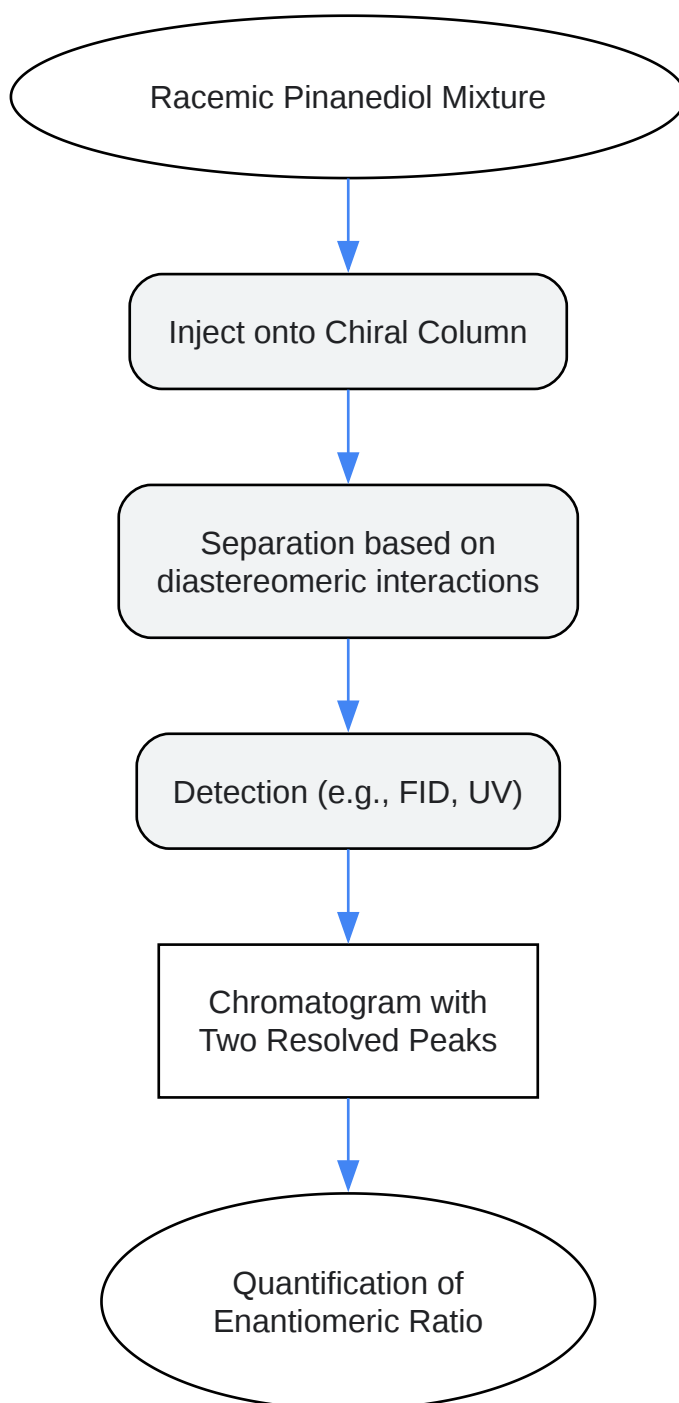 Racemic Pinanediol Mixture
Inject onto Chiral Column
Separation based on
diastereomeric interactions
Detection (e.g., FID, UV)
Chromatogram with
Two Resolved Peaks
Quantification of
Enantiomeric Ratio